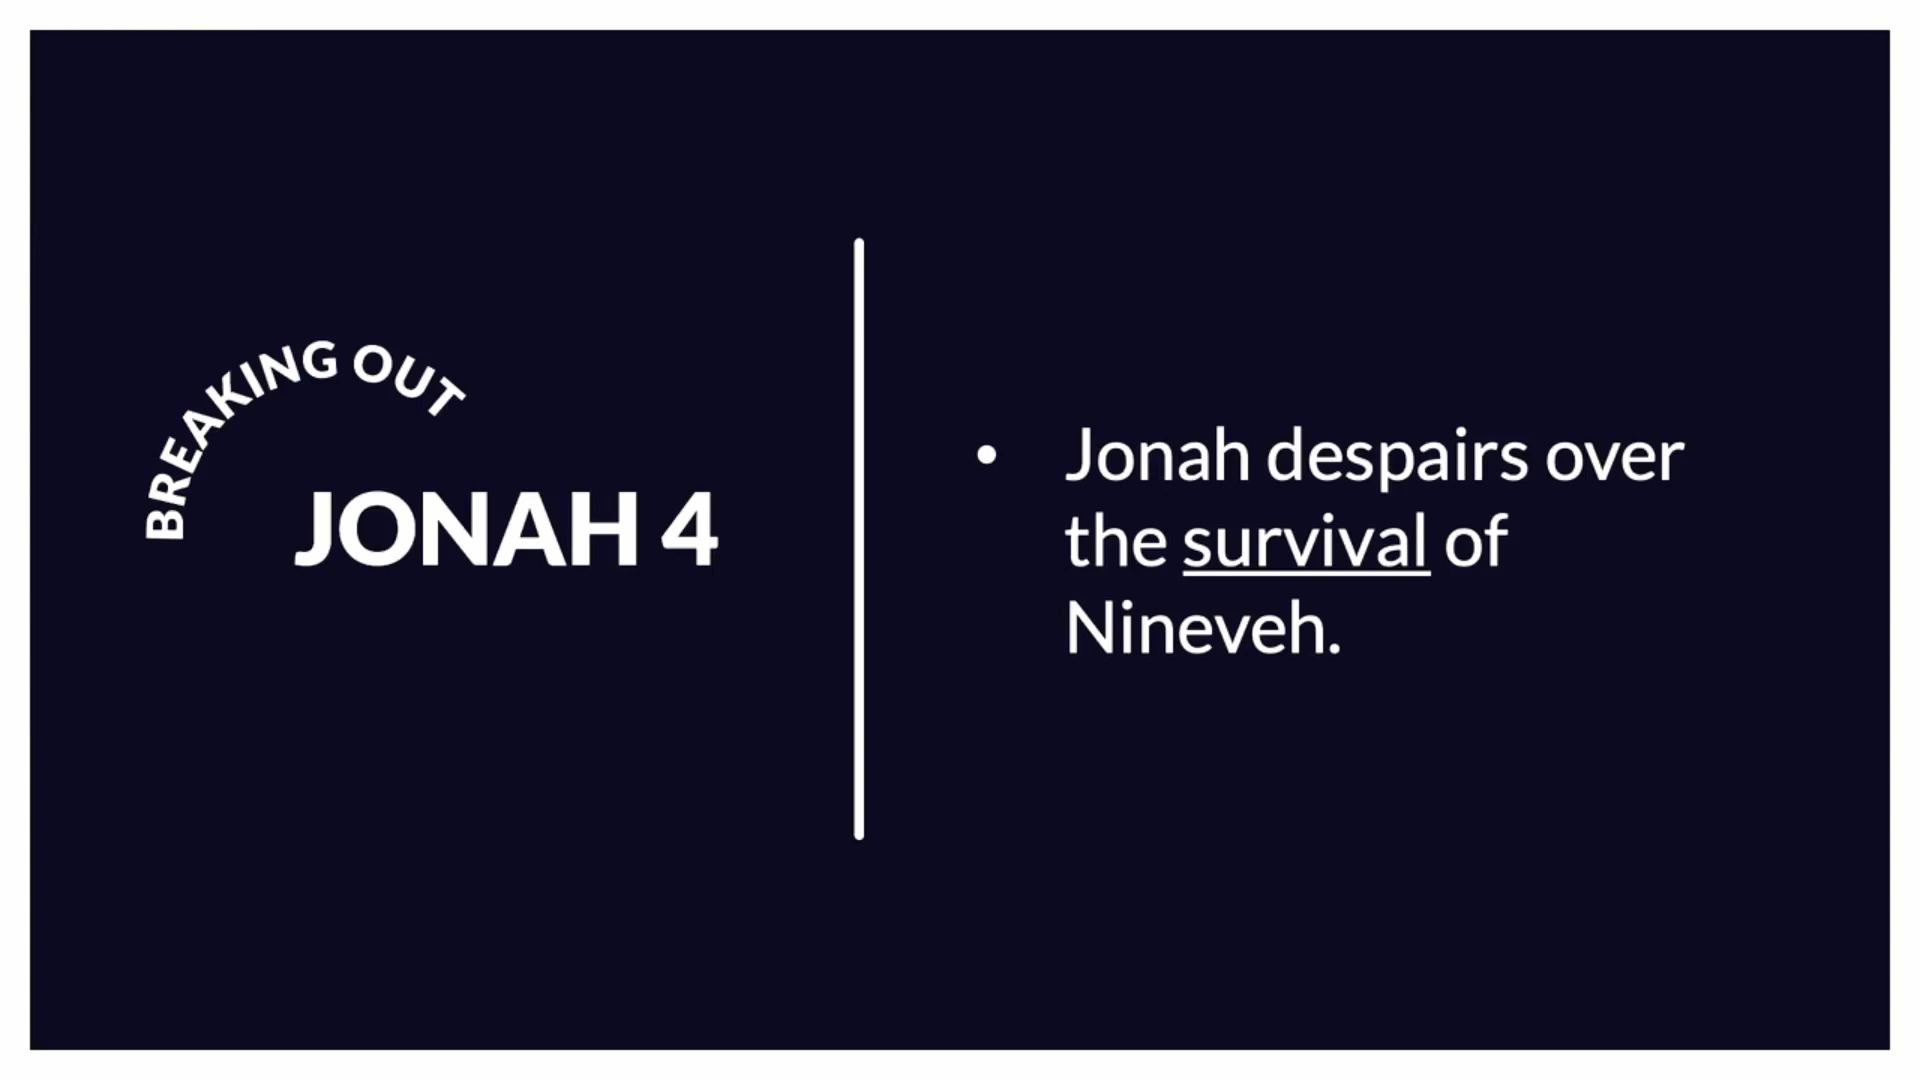 BREAKING OUT
JONAH 4
• Jonah despairs over
the survival of
Nineveh.